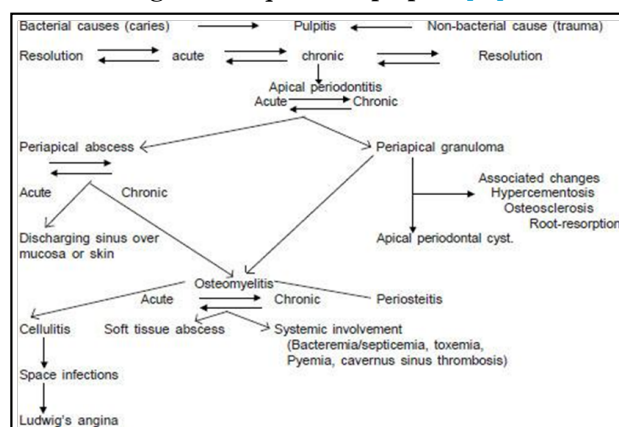 Bacterial causes (caries) Pulpitis Non-bacterial cause (trauma)
Resolution acute chronic Resolution
Apical periodontitis
Acute Chronic
Periapical abscess Periapical granuloma
Acute Chronic
Associated changes
Hypercementosis
Osteosclerosis
Root-resorption
Discharging sinus over
mucosa or skin
Apical periodontal cyst.
Osteomyelitis
Acute Chronic Periosteitis
Cellulitis Soft tissue abscess Systemic involvement
(Bacteremia/septicemia, toxemia,
Pyemia, cavernus sinus thrombosis)
Space infections
Ludwig's angina